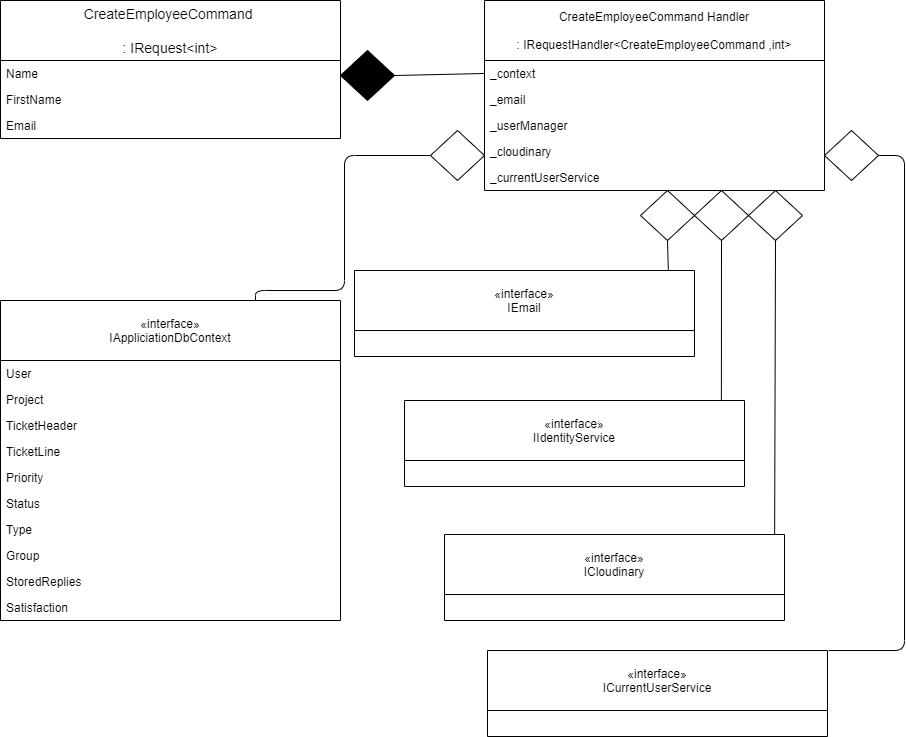 CreateEmployeeCommand
: IRequest<int>
Name
FirstName
Email
CreateEmployeeCommand Handler
: IRequestHandler<CreateEmployeeCommand ,int>
_context
_email
_userManager
_cloudinary
_currentUserService
«interface»
IAppliciationDbContext
User
Project
TicketHeader
TicketLine
Priority
Status
Type
Group
StoredReplies
Satisfaction
«interface»
IEmail
«interface»
IIdentityService
«interface»
ICloudinary
«interface»
ICurrentUserService